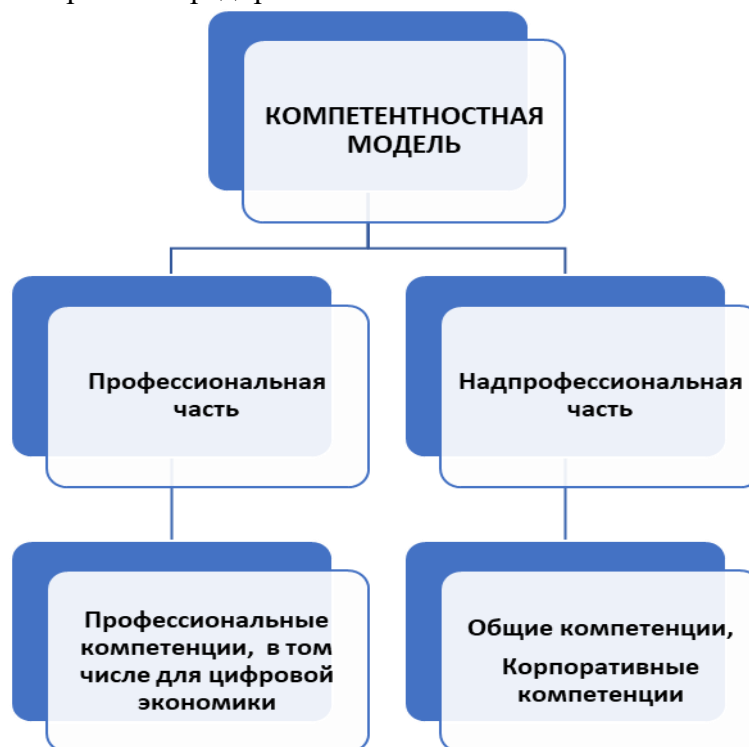 КОМПЕТЕНТНОСТНАЯ
МОДЕЛЬ
Профессиональная
часть
Надпрофессиональная
часть
Профессиональные
компетенции, в том
числе для цифровой
экономики
Общие компетенции,
Корпоративные
компетенции